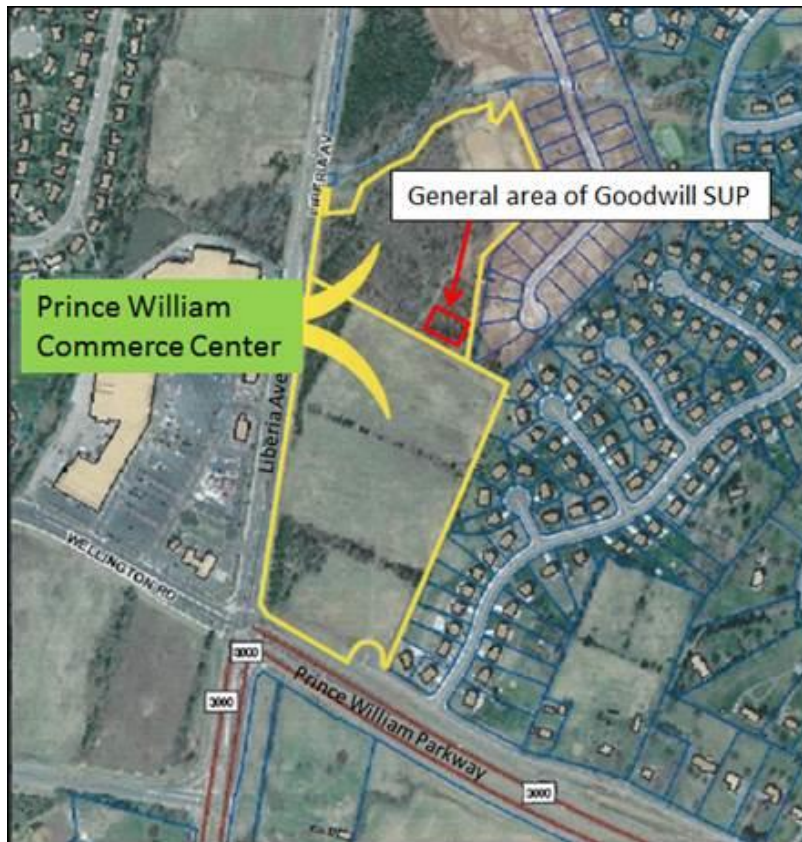 LIBERIA AV
General area of Goodwill SUP
Prince William
Commerce Center
Liberia Ave
WELLINGTON RD
3000
3000
Prince William Parkway
3000